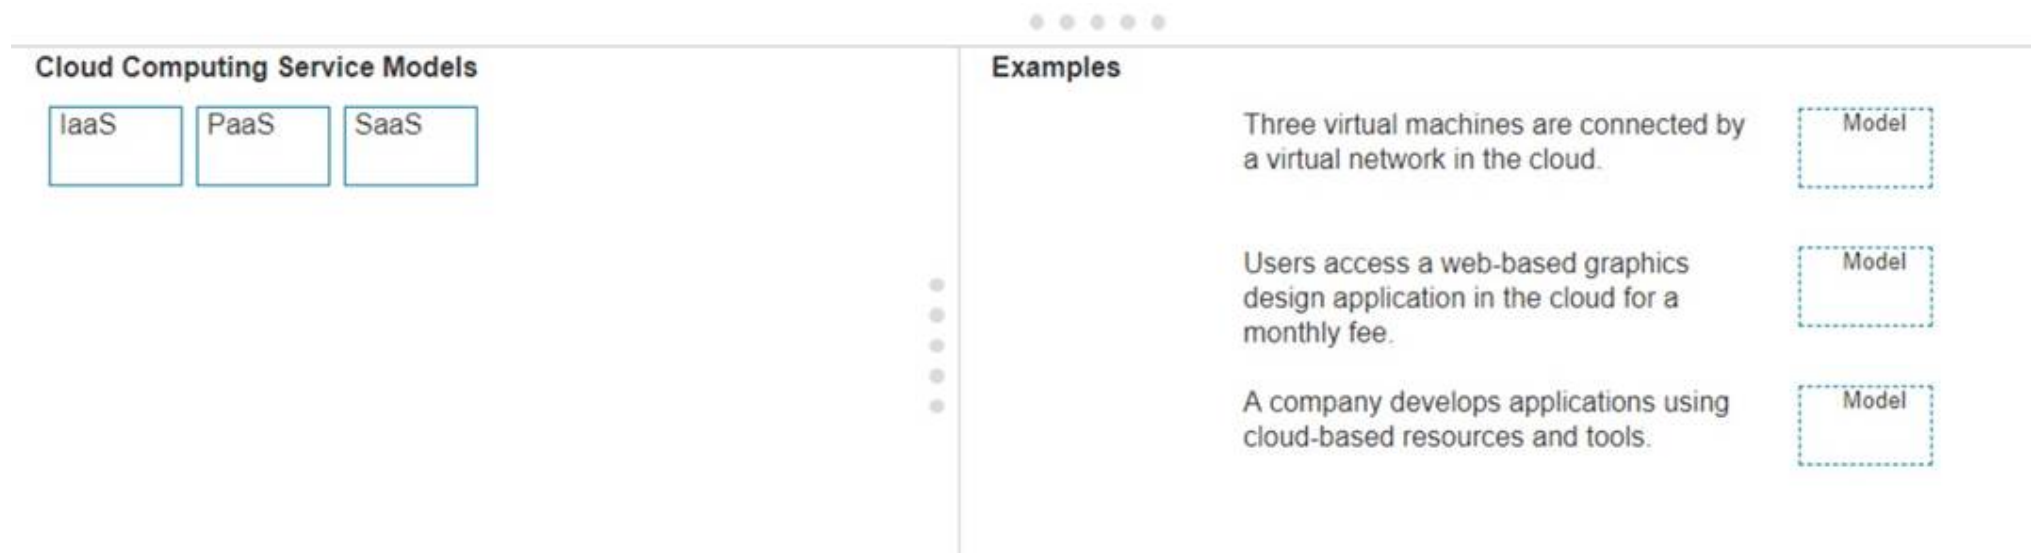 Cloud Computing Service Models
IaaS
PaaS
SaaS
Examples
Three virtual machines are connected by
a virtual network in the cloud.
Model
Users access a web-based graphics
design application in the cloud for a
monthly fee.
Model
A company develops applications using
cloud-based resources and tools.
Model